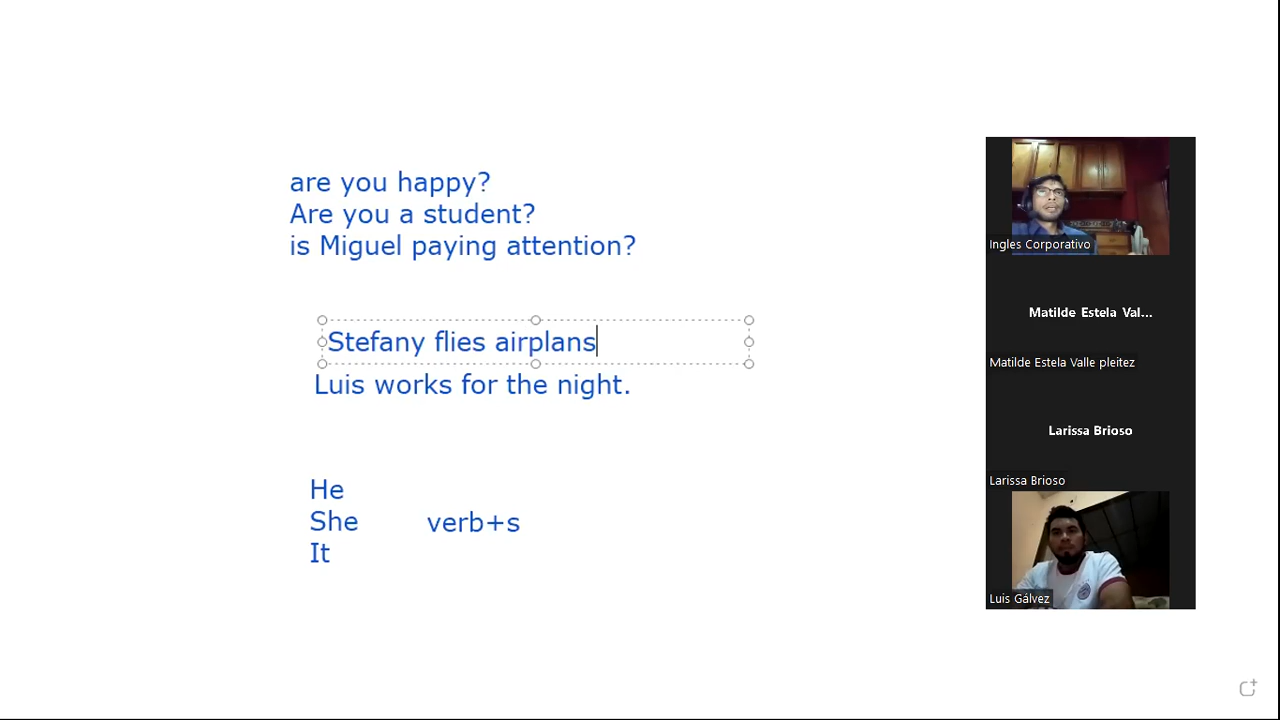 are you happy?
Are you a student?
is Miguel paying attention?
Stefany flies airplans
Luis works for the night.
He
She verb+s
It
Ingles Corporativo
Matilde Estela Val...
Matilde Estela Valle pleitez
Larissa Brioso
Larissa Brioso
Luis Gálvez